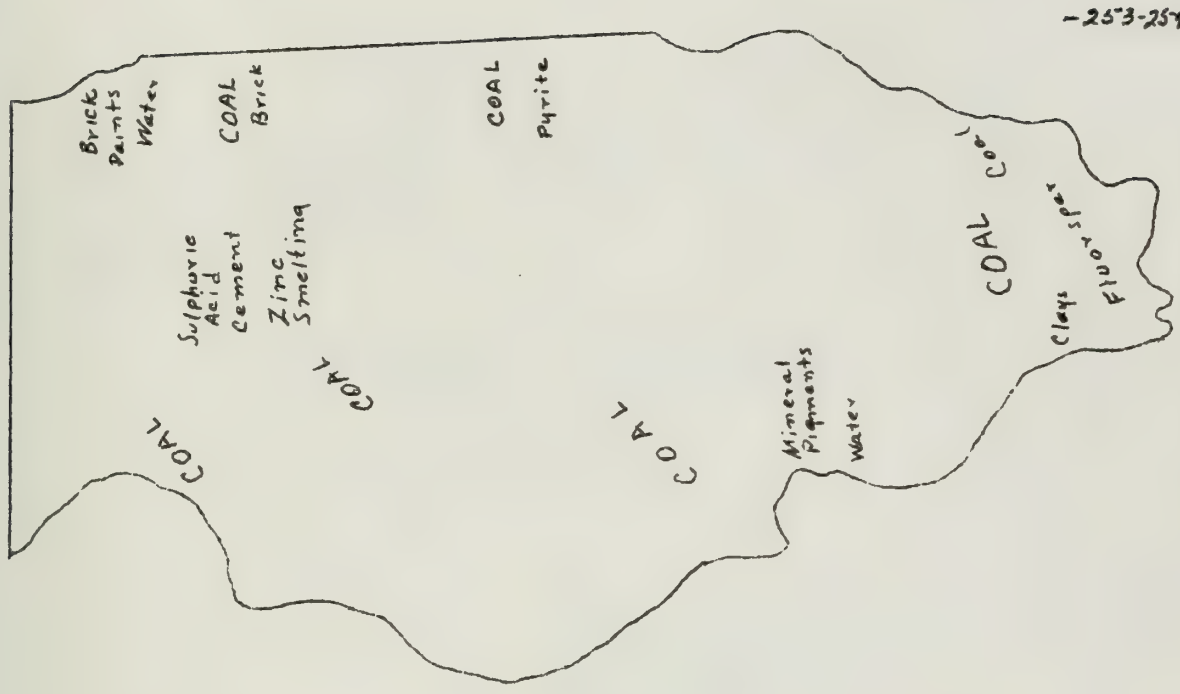 -253-254
Brick
Paints
Water
COAL
Brick
COAL
Pyrite
Sulphuric
Acid
Cement
Zinc
Smelting
COAL
COAL
COAL
Mineral
Pigments
Water
COAL
Coal
Clays
Fluorspar